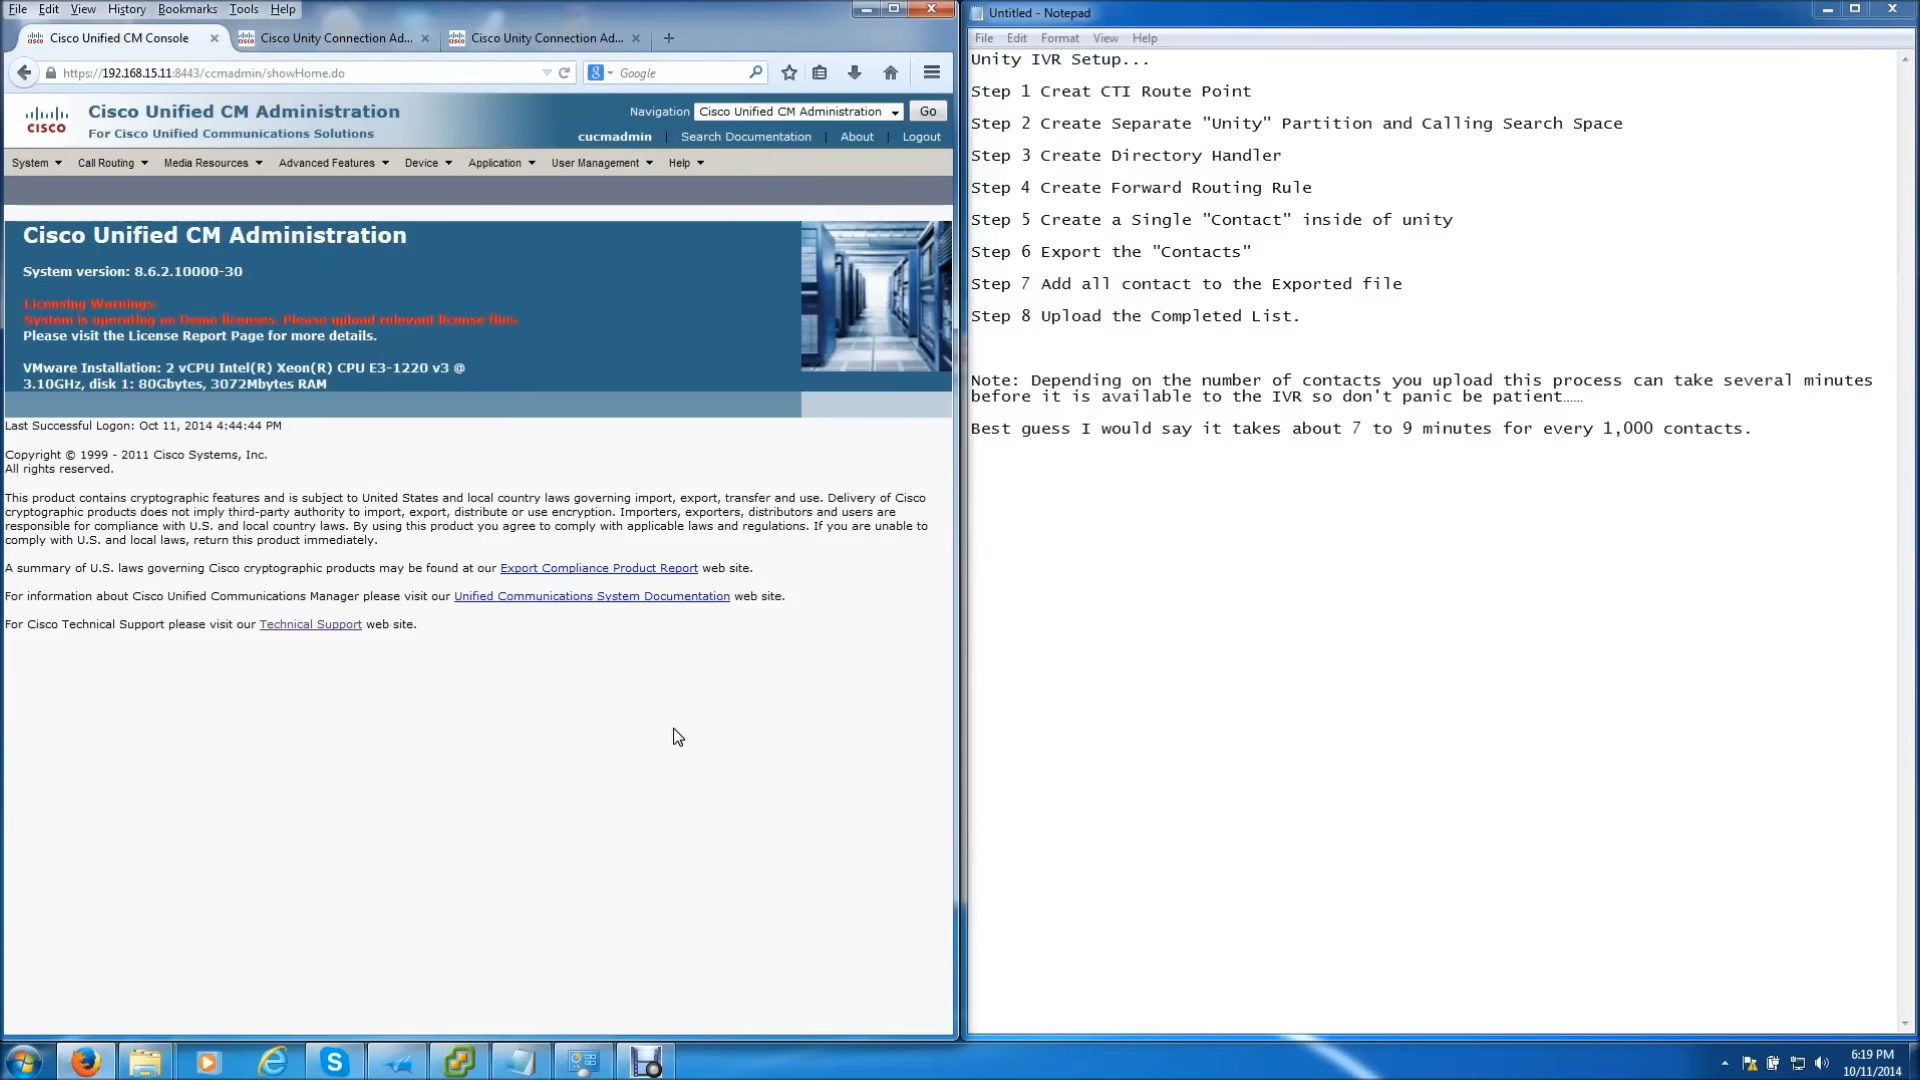 File Edit View History Bookmarks Tools Help
Cisco Unified CM Console
Cisco Unity Connection Ad...
Cisco Unity Connection Ad...
https://192.168.15.11:8443/ccmadmin/showHome.do
Google
CISCO
Cisco Unified CM Administration
For Cisco Unified Communications Solutions
Navigation Cisco Unified CM Administration Go
cucmadmin | Search Documentation | About | Logout
System Call Routing Media Resources Advanced Features Device Application User Management Help
Cisco Unified CM Administration
System version: 8.6.2.10000-30
Licensing Warnings:
System is operating on Demo licenses. Please upload relevant license files.
Please visit the License Report Page for more details.
VMware Installation: 2 vCPU Intel(R) Xeon(R) CPU E3-1220 v3 @
3.10GHz, disk 1: 80Gbytes, 3072Mbytes RAM
Last Successful Logon: Oct 11, 2014 4:44:44 PM
Copyright © 1999 - 2011 Cisco Systems, Inc.
All rights reserved.
This product contains cryptographic features and is subject to United States and local country laws governing import, export, transfer and use. Delivery of Cisco
cryptographic products does not imply third-party authority to import, export, distribute or use encryption. Importers, exporters, distributors and users are
responsible for compliance with U.S. and local country laws. By using this product you agree to comply with applicable laws and regulations. If you are unable to
comply with U.S. and local laws, return this product immediately.
A summary of U.S. laws governing Cisco cryptographic products may be found at our Export Compliance Product Report web site.
For information about Cisco Unified Communications Manager please visit our Unified Communications System Documentation web site.
For Cisco Technical Support please visit our Technical Support web site.
Untitled - Notepad
File Edit Format View Help
Unity IVR Setup...
Step 1 Creat CTI Route Point
Step 2 Create Separate "Unity" Partition and Calling Search Space
Step 3 Create Directory Handler
Step 4 Create Forward Routing Rule
Step 5 Create a Single "Contact" inside of unity
Step 6 Export the "Contacts"
Step 7 Add all contact to the Exported file
Step 8 Upload the Completed List.
Note: Depending on the number of contacts you upload this process can take several minutes
before it is available to the IVR so don't panic be patient……
Best guess I would say it takes about 7 to 9 minutes for every 1,000 contacts.
6:19 PM
10/11/2014